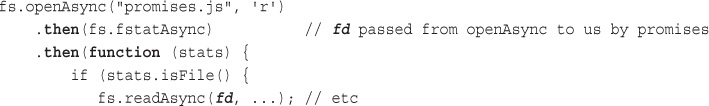 fs.openAsync("promises.js", 'r')
    .then(fs.fstatAsync)          // fd passed from openAsync to us by promises
    .then(function (stats) {
        if (stats.isFile() {
           fs.readAsync(fd, ...); // etc